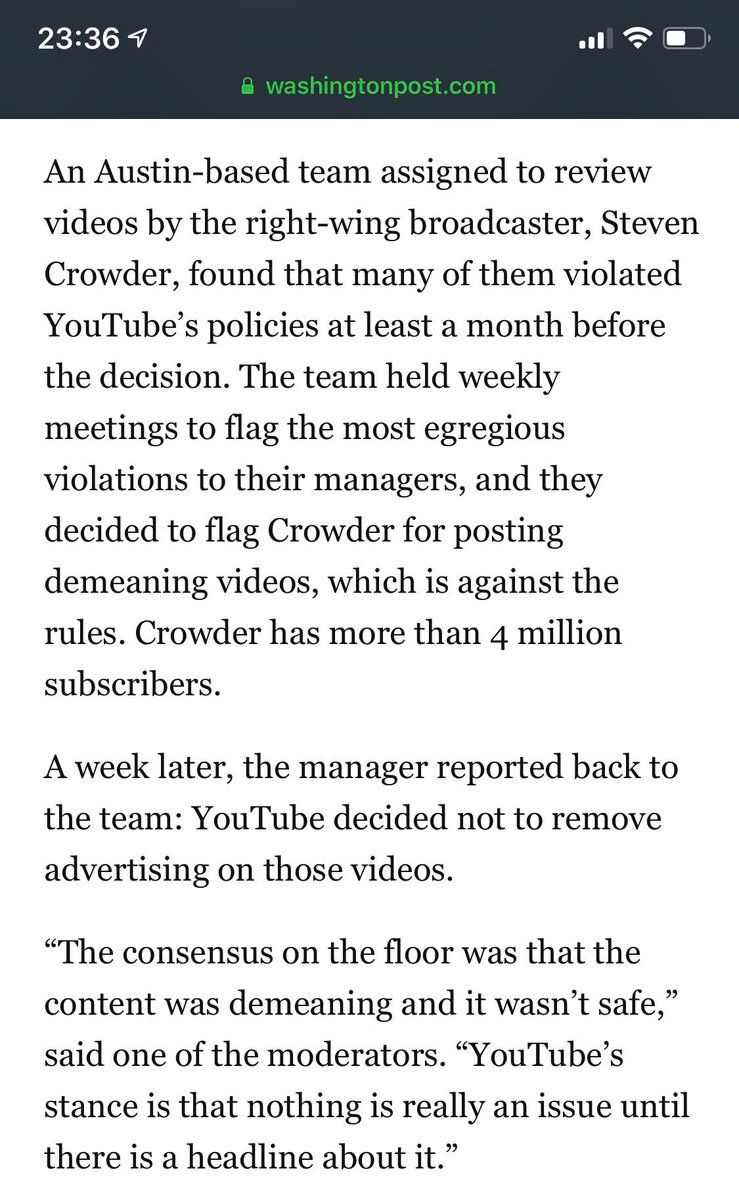 23:36
washingtonpost.com
An Austin-based team assigned to review
videos by the right-wing broadcaster, Steven
Crowder, found that many of them violated
YouTube’s policies at least a month before
the decision. The team held weekly
meetings to flag the most egregious
violations to their managers, and they
decided to flag Crowder for posting
demeaning videos, which is against the
rules. Crowder has more than 4 million
subscribers.
A week later, the manager reported back to
the team: YouTube decided not to remove
advertising on those videos.
“The consensus on the floor was that the
content was demeaning and it wasn’t safe,”
said one of the moderators. “YouTube’s
stance is that nothing is really an issue until
there is a headline about it.”